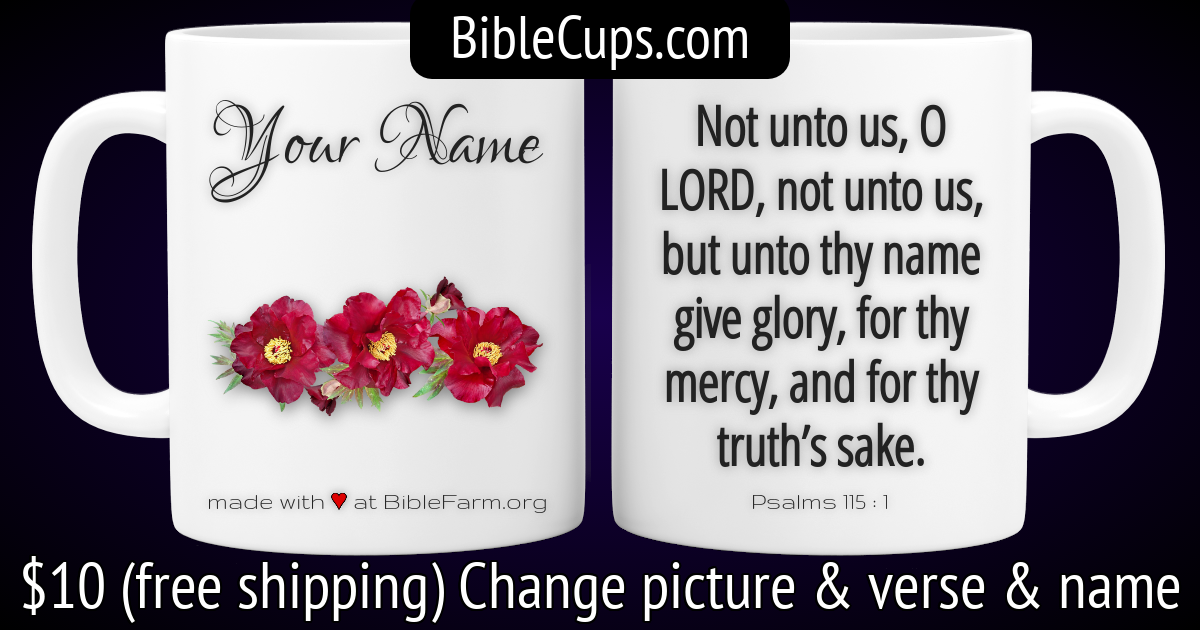 BibleCups.com
Your Name
made with ♥ at BibleFarm.org
Not unto us, O
LORD, not unto us,
but unto thy name
give glory, for thy
mercy, and for thy
truth’s sake.
Psalms 115 : 1
$10 (free shipping) Change picture & verse & name